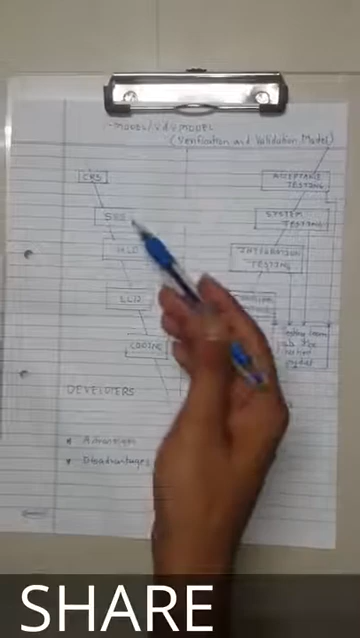 -MODEL/V&V MODEL
(Verification and Validation Model)
CRS
ACCEPTANCE
TESTING
SRS
SYSTEM
TESTING
HLD
INTEGRATION
TESTING
LLD
CODING
DEVELOPERS
Advantages
Disadvantages
SHARE